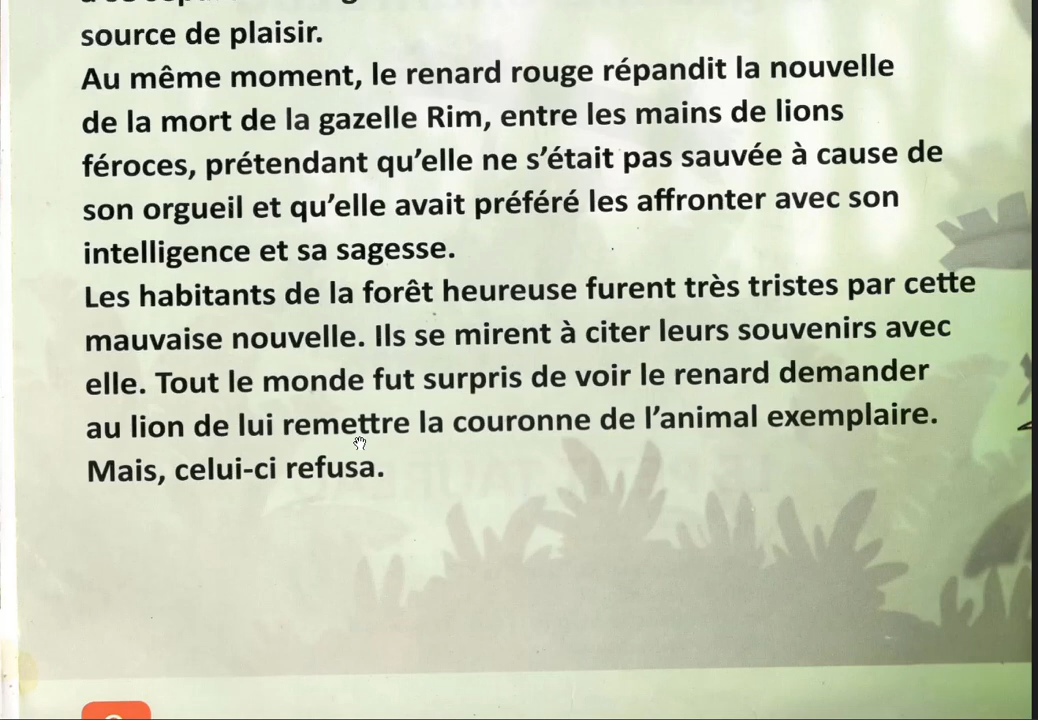 source de plaisir.
Au même moment, le renard rouge répandit la nouvelle
de la mort de la gazelle Rim, entre les mains de lions
féroces, prétendant qu'elle ne s'était pas sauvée à cause de
son orgueil et qu'elle avait préféré les affronter avec son
intelligence et sa sagesse.
Les habitants de la forêt heureuse furent très tristes par cette
mauvaise nouvelle. Ils se mirent à citer leurs souvenirs avec
elle. Tout le monde fut surpris de voir le renard demander
au lion de lui remettre la couronne de l'animal exemplaire.
Mais, celui-ci refusa.